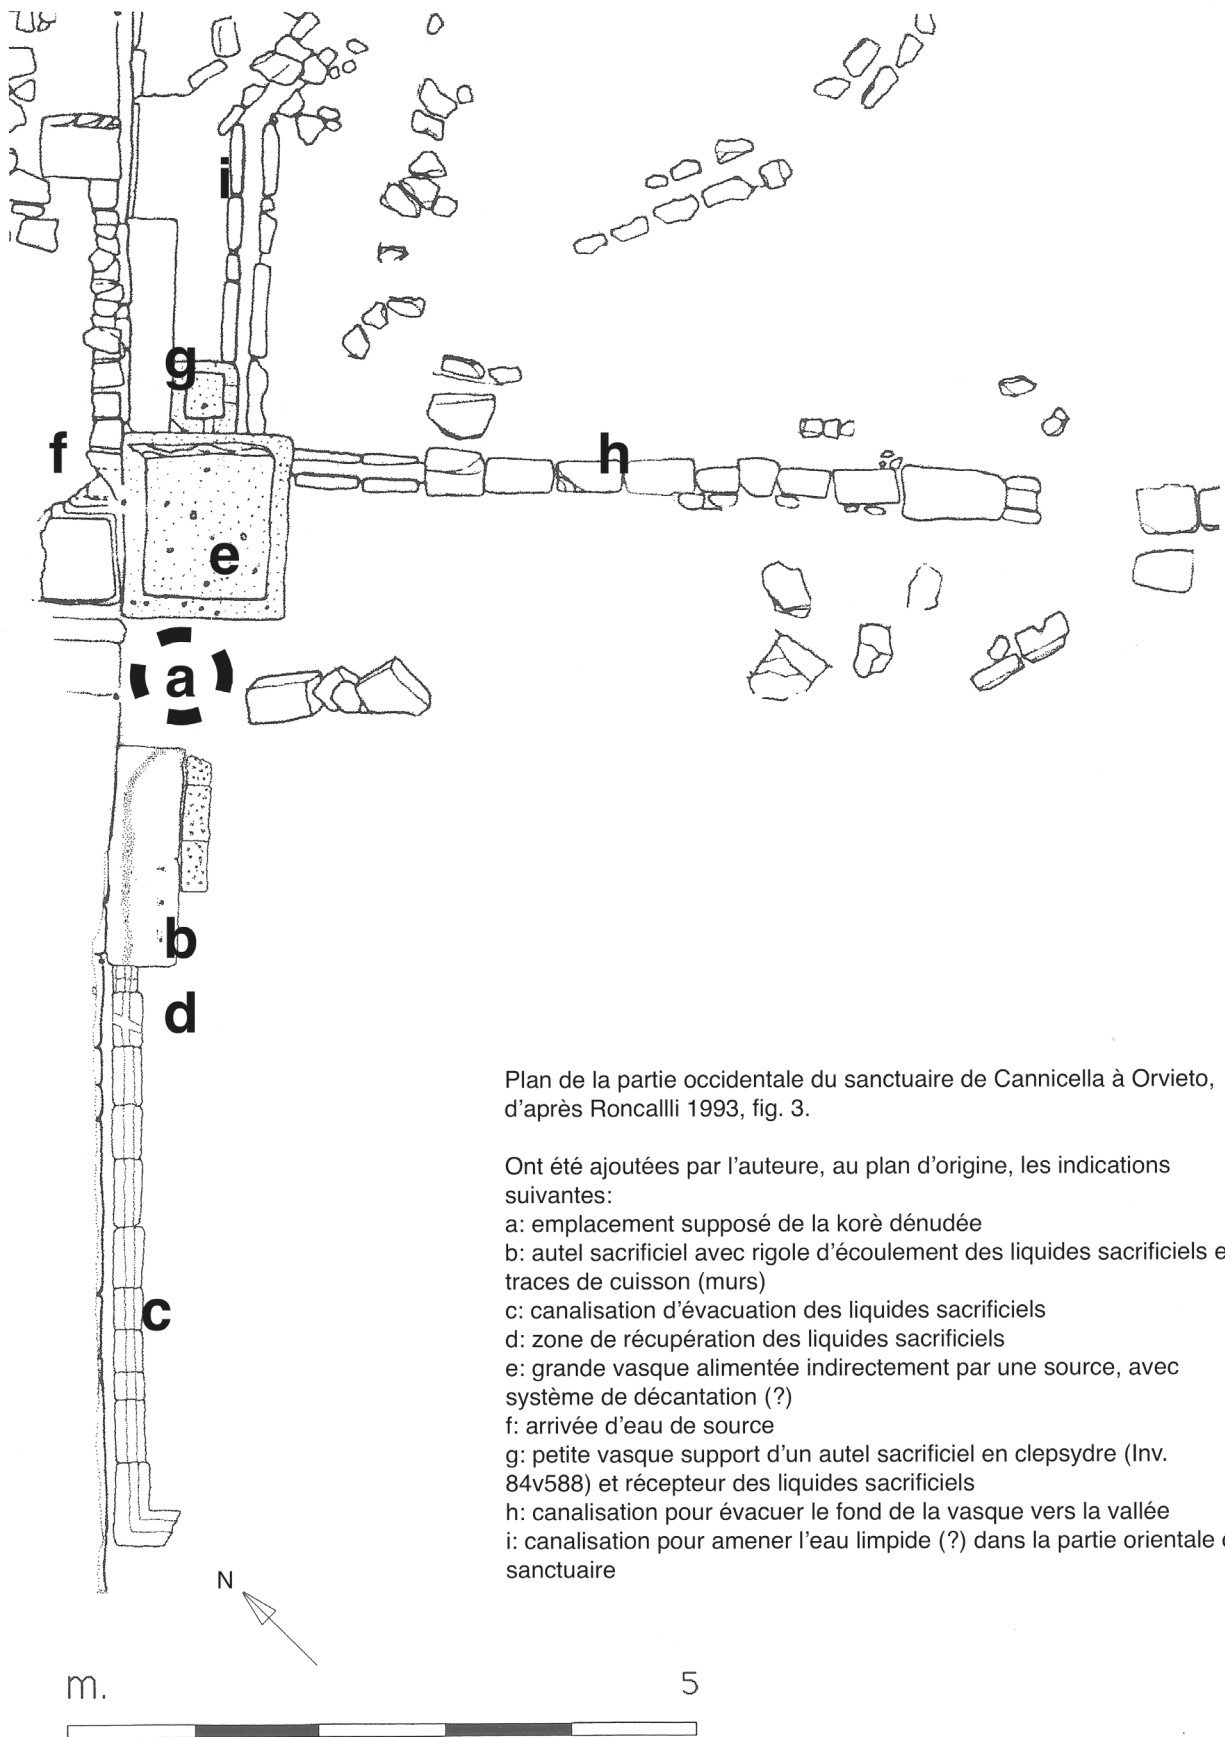 i
g
f
h
e
a
b
d
c
Plan de la partie occidentale du sanctuaire de Cannicella à Orvieto,
d'après Roncallli 1993, fig. 3.
Ont été ajoutées par l'auteure, au plan d'origine, les indications
suivantes:
a: emplacement supposé de la korè dénudée
b: autel sacrificiel avec rigole d'écoulement des liquides sacrificiels e
traces de cuisson (murs)
c: canalisation d'évacuation des liquides sacrificiels
d: zone de récupération des liquides sacrificiels
e: grande vasque alimentée indirectement par une source, avec
système de décantation (?)
f: arrivée d'eau de source
g: petite vasque support d'un autel sacrificiel en clepsydre (Inv.
84v588) et récepteur des liquides sacrificiels
h: canalisation pour évacuer le fond de la vasque vers la vallée
i: canalisation pour amener l'eau limpide (?) dans la partie orientale
sanctuaire
N
m. 5